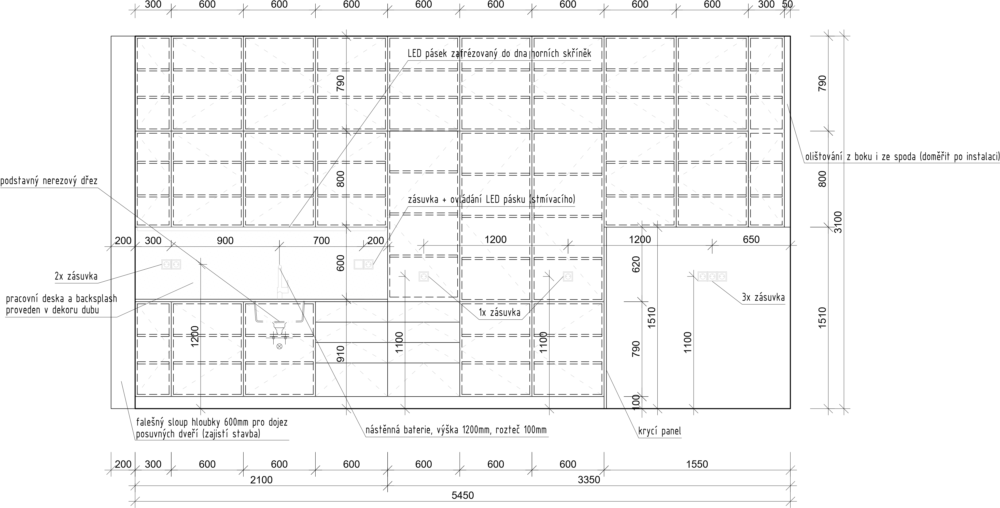 300 600 600 600 600 600 600 600 600 300 50
LED pásek zafrézovaný do dna horních skříněk
790
790
olištování z boku i ze spoda (doměřit po instalaci)
podstavný nerezový dřez
800
800
zásuvka + ovládání LED pásku (stmívacího)
3100
200 300 900 700 200 1200 1200 650
600
620
2x zásuvka
pracovní deska a backsplash
proveden v dekoru dubu
3x zásuvka
1x zásuvka
1510
1510
1200
1100
1100
1100
910
790
100
falešný sloup hloubky 600mm pro dojez
posuvných dveří (zajistí stavba)
nástěnná baterie, výška 1200mm, rozteč 100mm
krycí panel
200 300 600 600 600 600 600 600 1550
2100 3350
5450